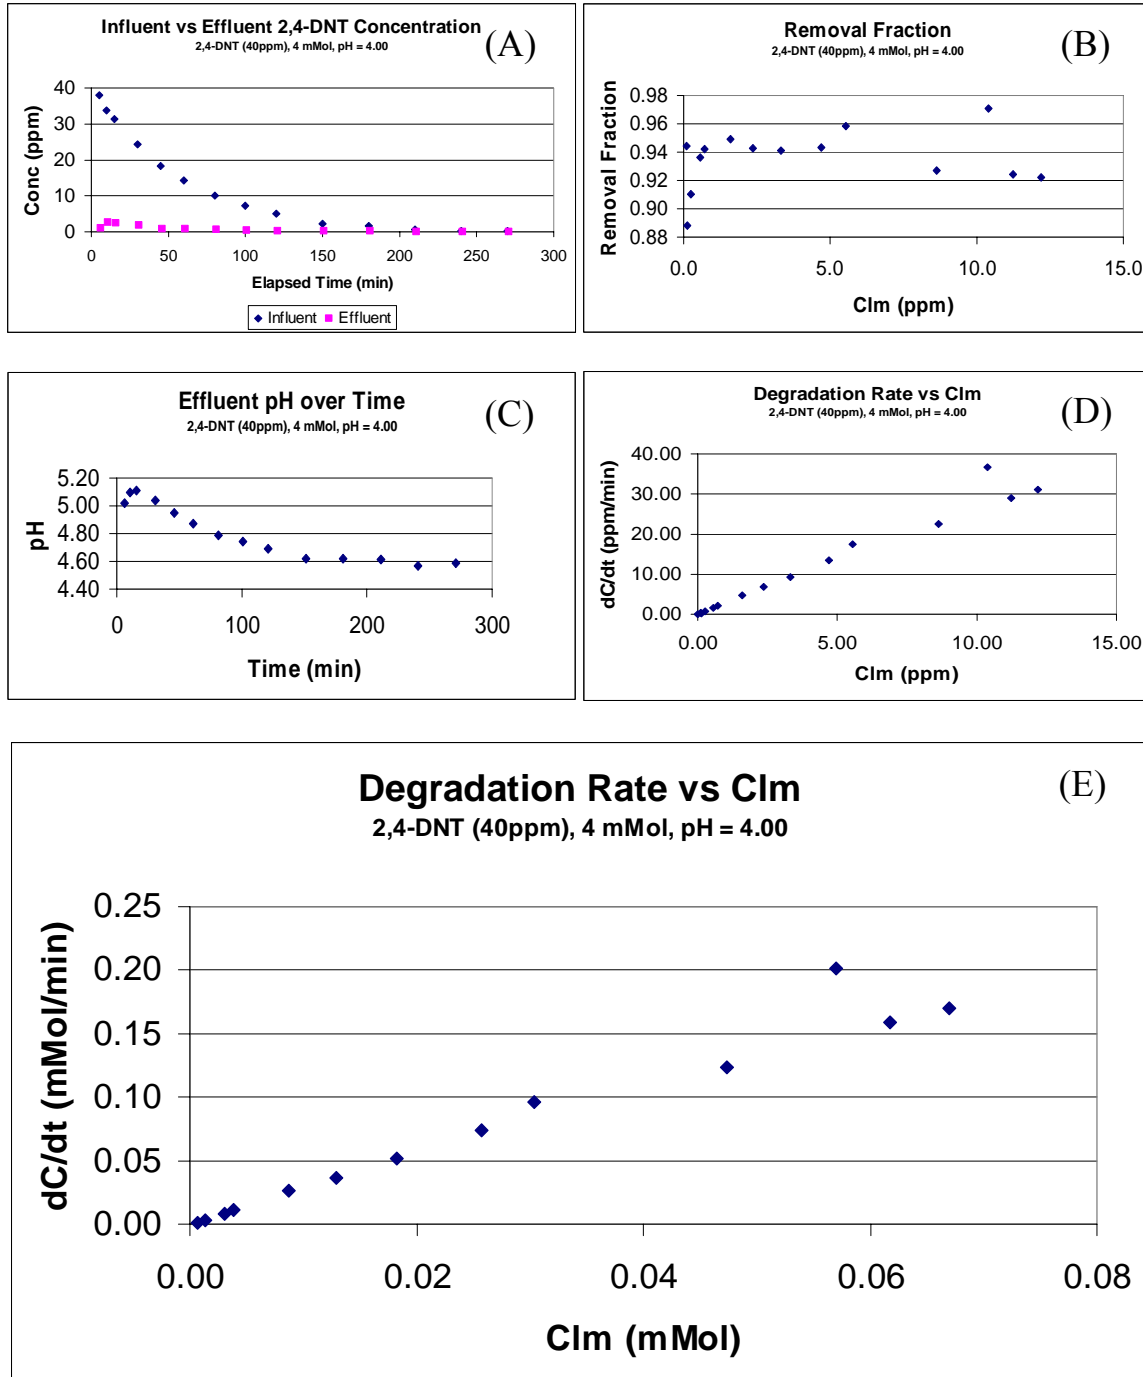 Influent vs Effluent 2,4-DNT Concentration
2,4-DNT (40ppm), 4 mMol, pH = 4.00
(A)
40
30
20
10
0
Conc (ppm)
0 50 100 150 200 250 300
Elapsed Time (min)
Influent Effluent
Removal Fraction
2,4-DNT (40ppm), 4 mMol, pH = 4.00
(B)
0.98
0.96
0.94
0.92
0.90
0.88
Removal Fraction
0.0 5.0 10.0 15.0
Clm (ppm)
Effluent pH over Time
2,4-DNT (40ppm), 4 mMol, pH = 4.00
(C)
5.20
5.00
4.80
4.60
4.40
pH
0 100 200 300
Time (min)
Degradation Rate vs Clm
2,4-DNT (40ppm), 4 mMol, pH = 4.00
(D)
40.00
30.00
20.00
10.00
0.00
dC/dt (ppm/min)
0.00 5.00 10.00 15.00
Clm (ppm)
Degradation Rate vs Clm
2,4-DNT (40ppm), 4 mMol, pH = 4.00
(E)
0.25
0.20
0.15
0.10
0.05
0.00
dC/dt (mMol/min)
0.00 0.02 0.04 0.06 0.08
Clm (mMol)